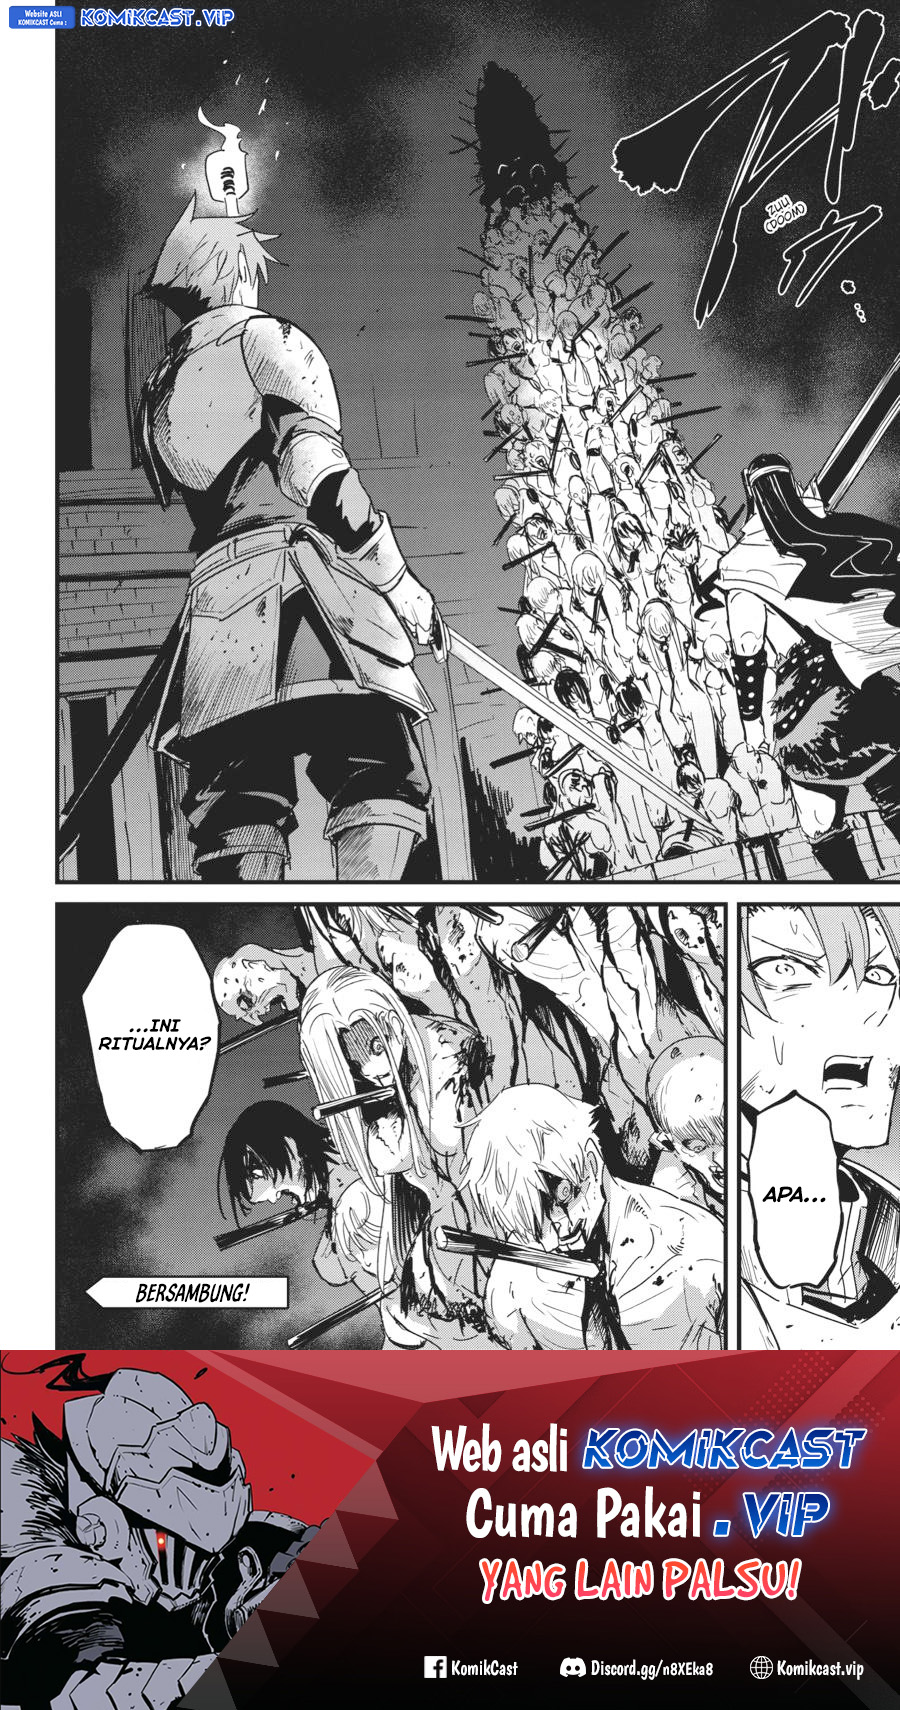 Website ASLI
KOMIKCAST Cuma :
KOMIKCAST.VIP
ZUU
(DOOM)
APA...
...INI
RITUALNYA?
BERSAMBUNG!
Web asli KOMIKCAST
Cuma Pakai .VIP
YANG LAIN PALSU!
KomikCast
Discord.gg/n8XEka8
Komikcast.vip